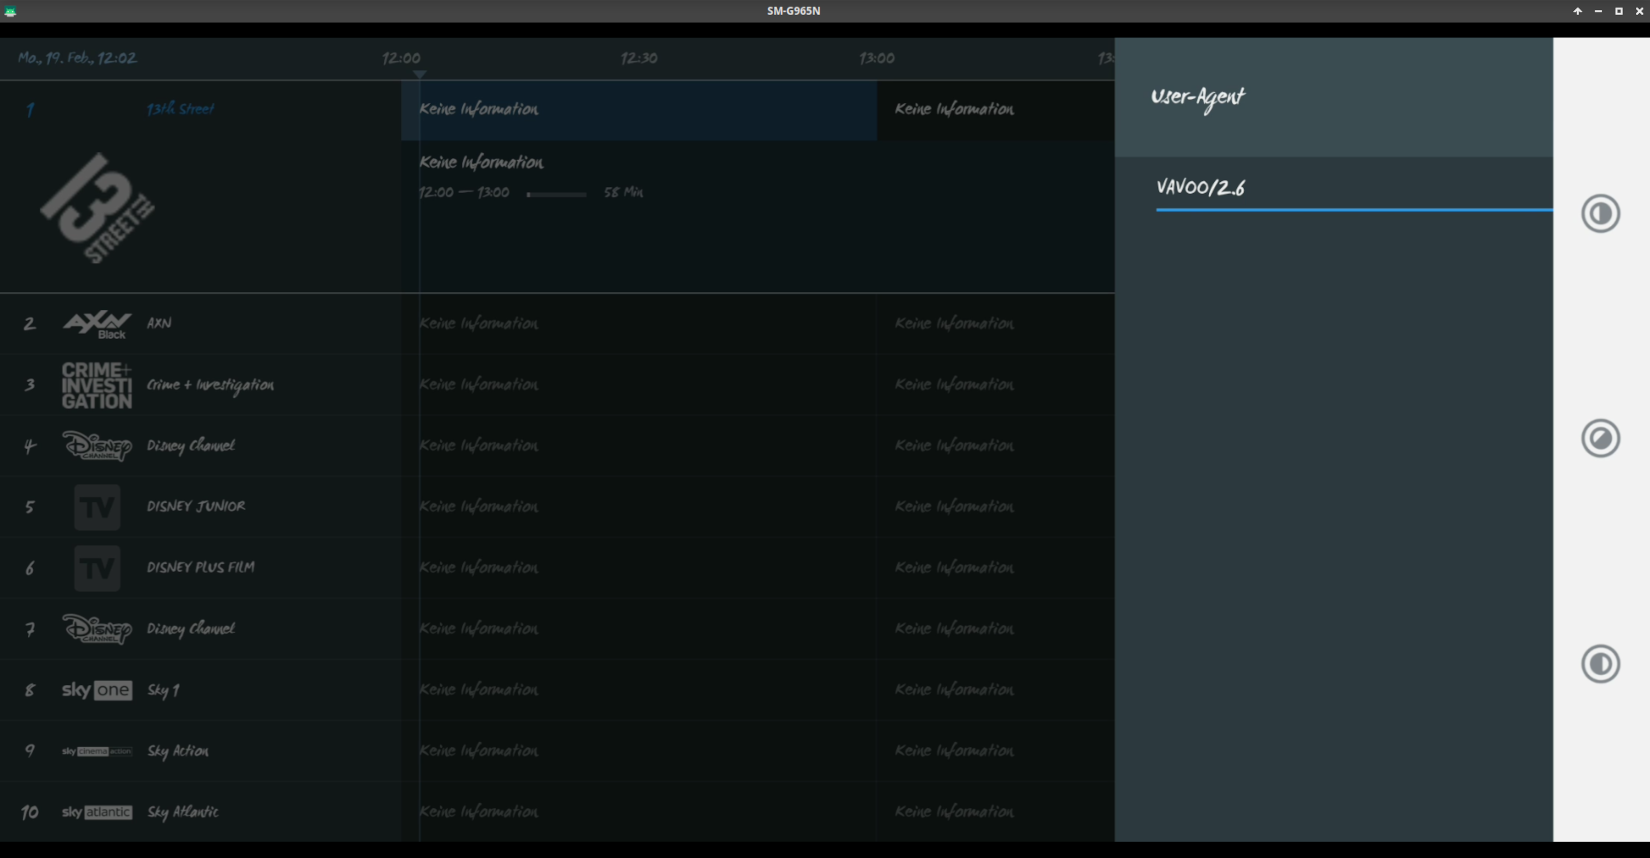 SM-G965N
Mo., 19. Feb., 12:02 12:00 12:30 13:00 13:
User-Agent
VAVOO/2.6
1 13th Street Keine Information Keine Information
13 STREETTH
Keine Information
12:00 — 13:00 58 Min
2 AXN Black AXN Keine Information Keine Information
3 CRIME+ INVESTIGATION Crime + Investigation Keine Information Keine Information
4 Disney CHANNEL Disney Channel Keine Information Keine Information
5 TV DISNEY JUNIOR Keine Information Keine Information
6 TV DISNEY PLUS FILM Keine Information Keine Information
7 Disney CHANNEL Disney Channel Keine Information Keine Information
8 sky one Sky 1 Keine Information Keine Information
9 sky cinema action Sky Action Keine Information Keine Information
10 sky atlantic Sky Atlantic Keine Information Keine Information